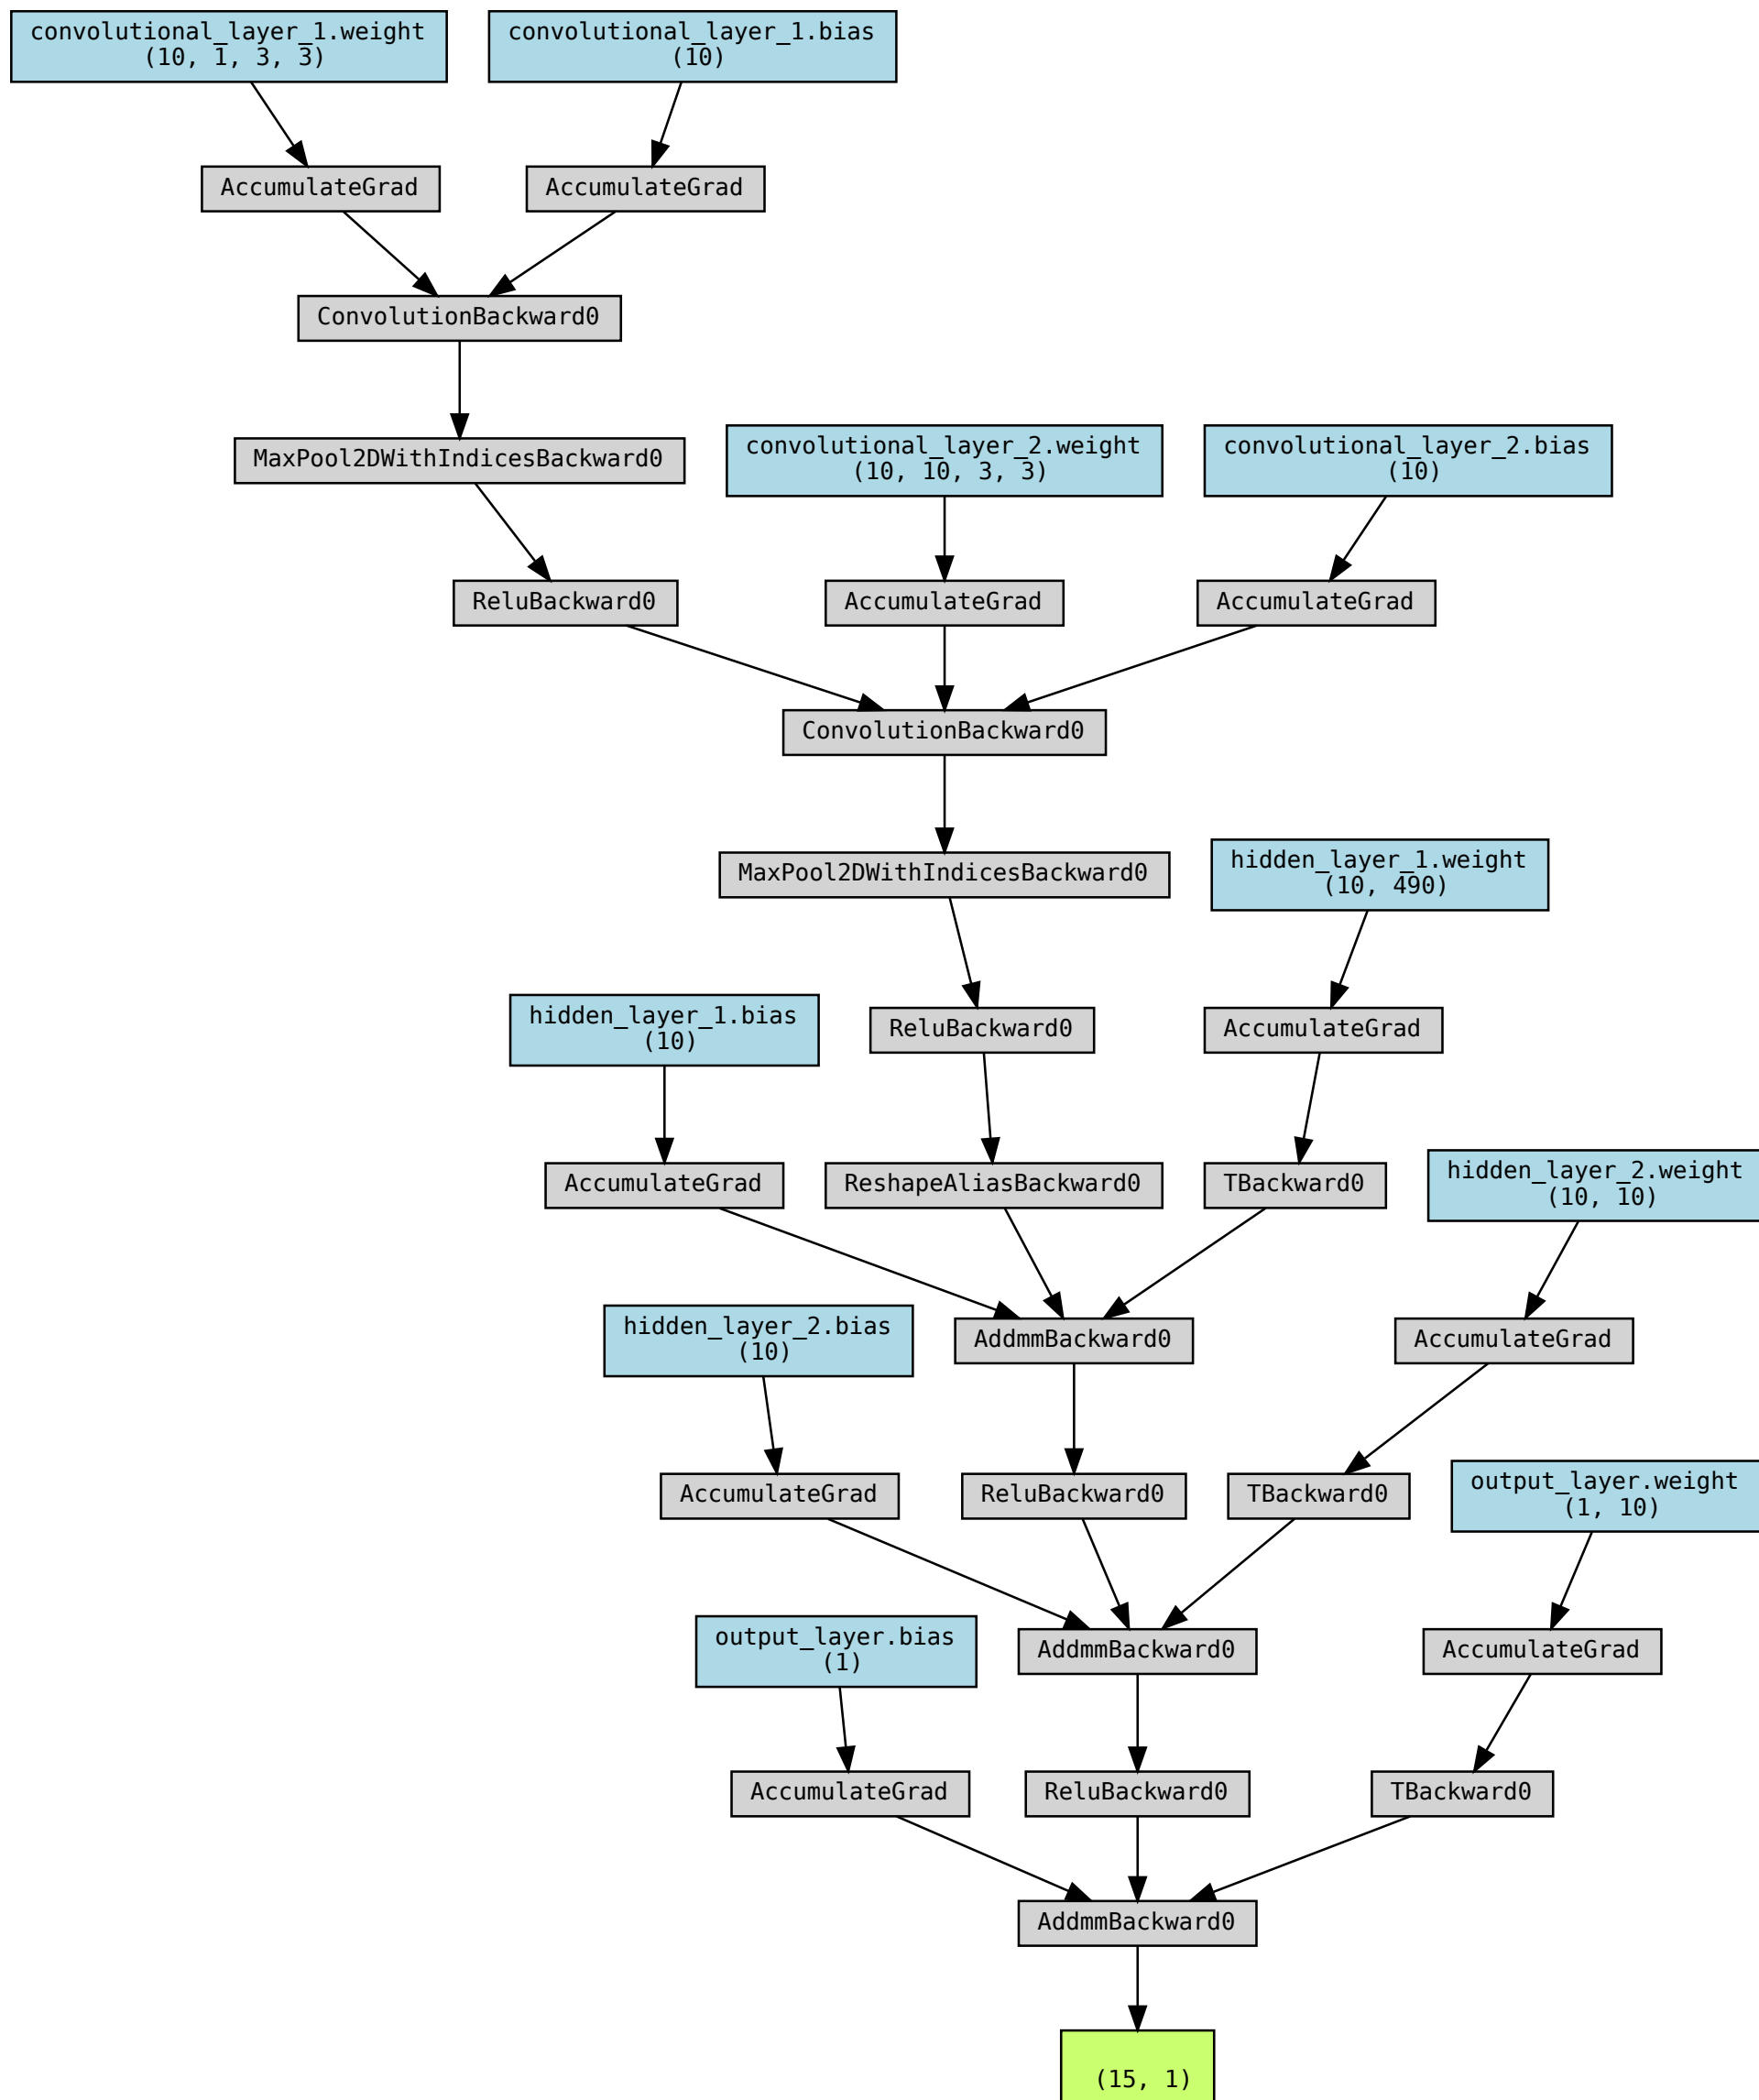 convolutional_layer_1.weight
(10, 1, 3, 3)
convolutional_layer_1.bias
(10)
AccumulateGrad
AccumulateGrad
ConvolutionBackward0
MaxPool2DWithIndicesBackward0
convolutional_layer_2.weight
(10, 10, 3, 3)
convolutional_layer_2.bias
(10)
ReluBackward0
AccumulateGrad
AccumulateGrad
ConvolutionBackward0
MaxPool2DWithIndicesBackward0
hidden_layer_1.weight
(10, 490)
hidden_layer_1.bias
(10)
ReluBackward0
AccumulateGrad
AccumulateGrad
ReshapeAliasBackward0
TBackward0
hidden_layer_2.weight
(10, 10)
hidden_layer_2.bias
(10)
AddmmBackward0
AccumulateGrad
AccumulateGrad
ReluBackward0
TBackward0
output_layer.weight
(1, 10)
output_layer.bias
(1)
AddmmBackward0
AccumulateGrad
AccumulateGrad
ReluBackward0
TBackward0
AddmmBackward0
(15, 1)